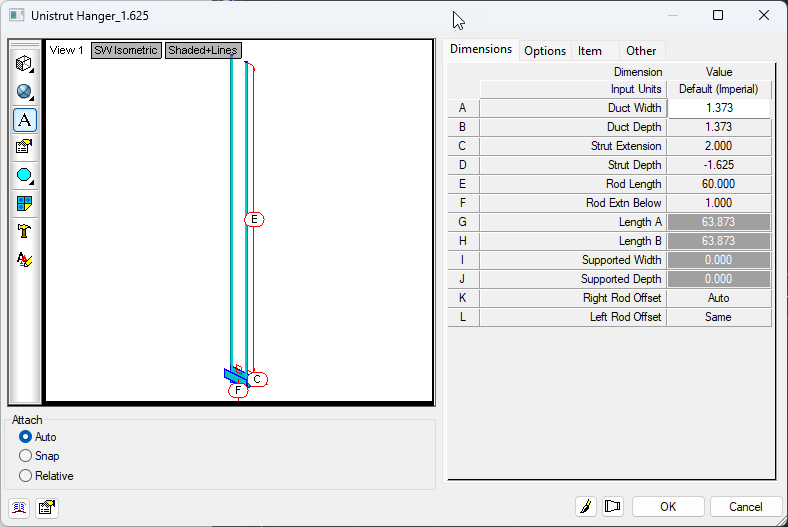 Unistrut Hanger_1.625
View 1 SW Isometric Shaded+Lines
E
C
F
Attach
Auto
Snap
Relative
Dimensions Options Item Other
Dimension Value
Input Units Default (Imperial)
A Duct Width 1.373
B Duct Depth 1.373
C Strut Extension 2.000
D Strut Depth -1.625
E Rod Length 60.000
F Rod Extn Below 1.000
G Length A 63.873
H Length B 63.873
I Supported Width 0.000
J Supported Depth 0.000
K Right Rod Offset Auto
L Left Rod Offset Same
OK Cancel